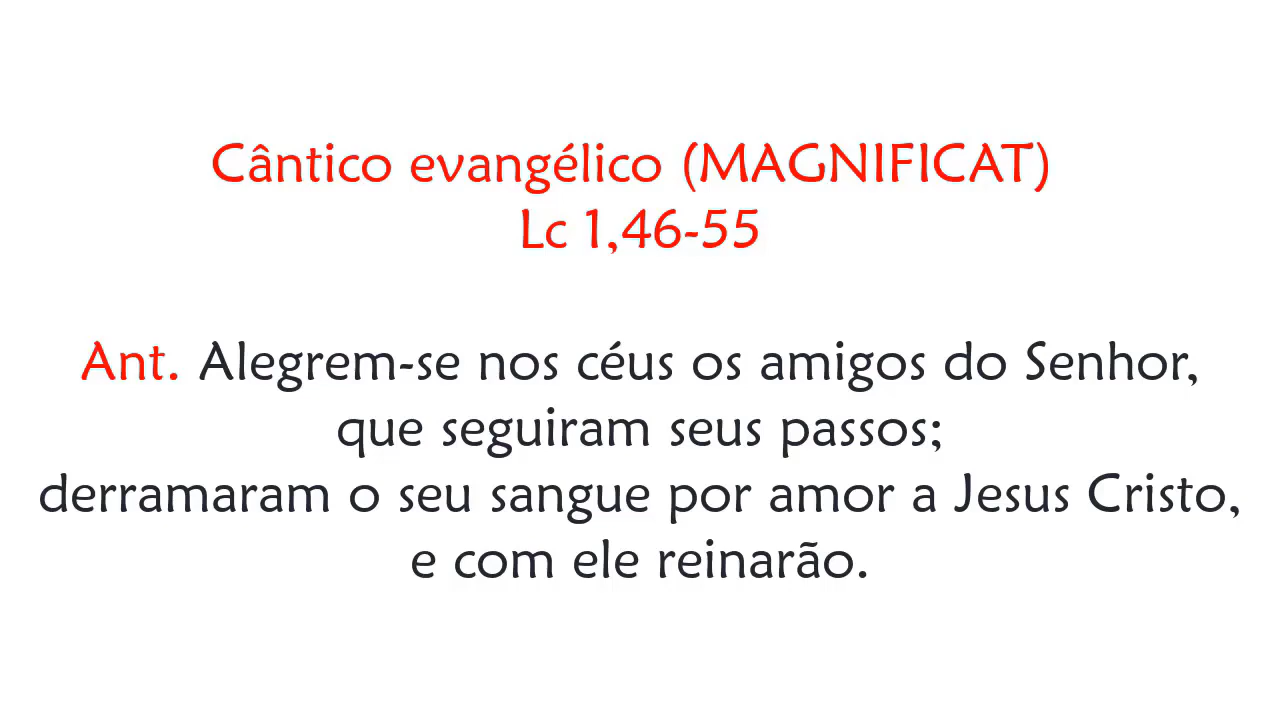 Cântico evangélico (MAGNIFICAT)
Lc 1,46-55
Ant. Alegrem-se nos céus os amigos do Senhor,
que seguiram seus passos;
derramaram o seu sangue por amor a Jesus Cristo,
e com ele reinarão.